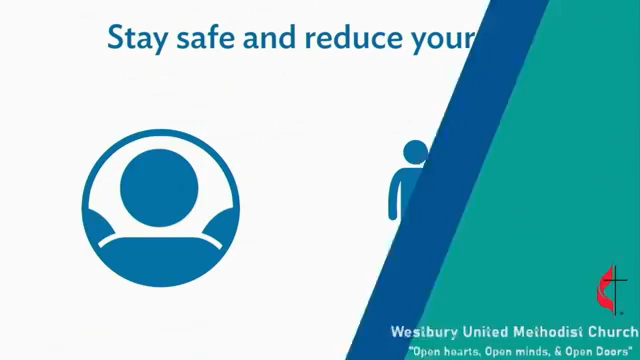 Stay safe and reduce your
Westbury United Methodist Church
"Open hearts, Open minds, & Open Doors"